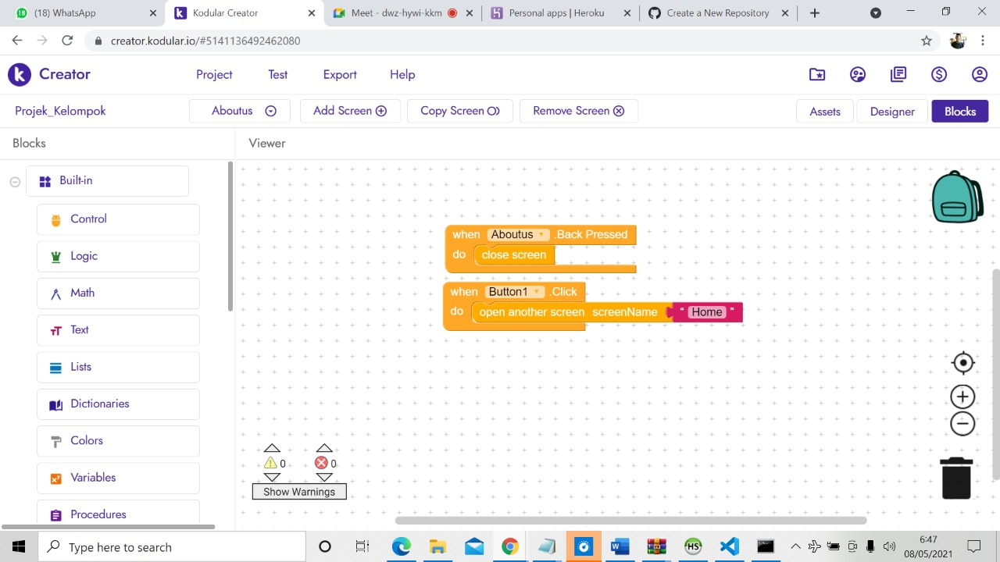 (18) WhatsApp
Kodular Creator
Meet - dwz-hywi-kkm
Personal apps | Heroku
Create a New Repository
creator.kodular.io/#5141136492462080
Creator
Project
Test
Export
Help
Projek_Kelompok
Aboutus
Add Screen
Copy Screen
Remove Screen
Assets
Designer
Blocks
Blocks
Viewer
Built-in
Control
Logic
Math
Text
Lists
Dictionaries
Colors
Variables
Procedures
when Aboutus .Back Pressed
do close screen
when Button1 .Click
do open another screen screenName " Home "
0 0
Show Warnings
Type here to search
6:47
08/05/2021